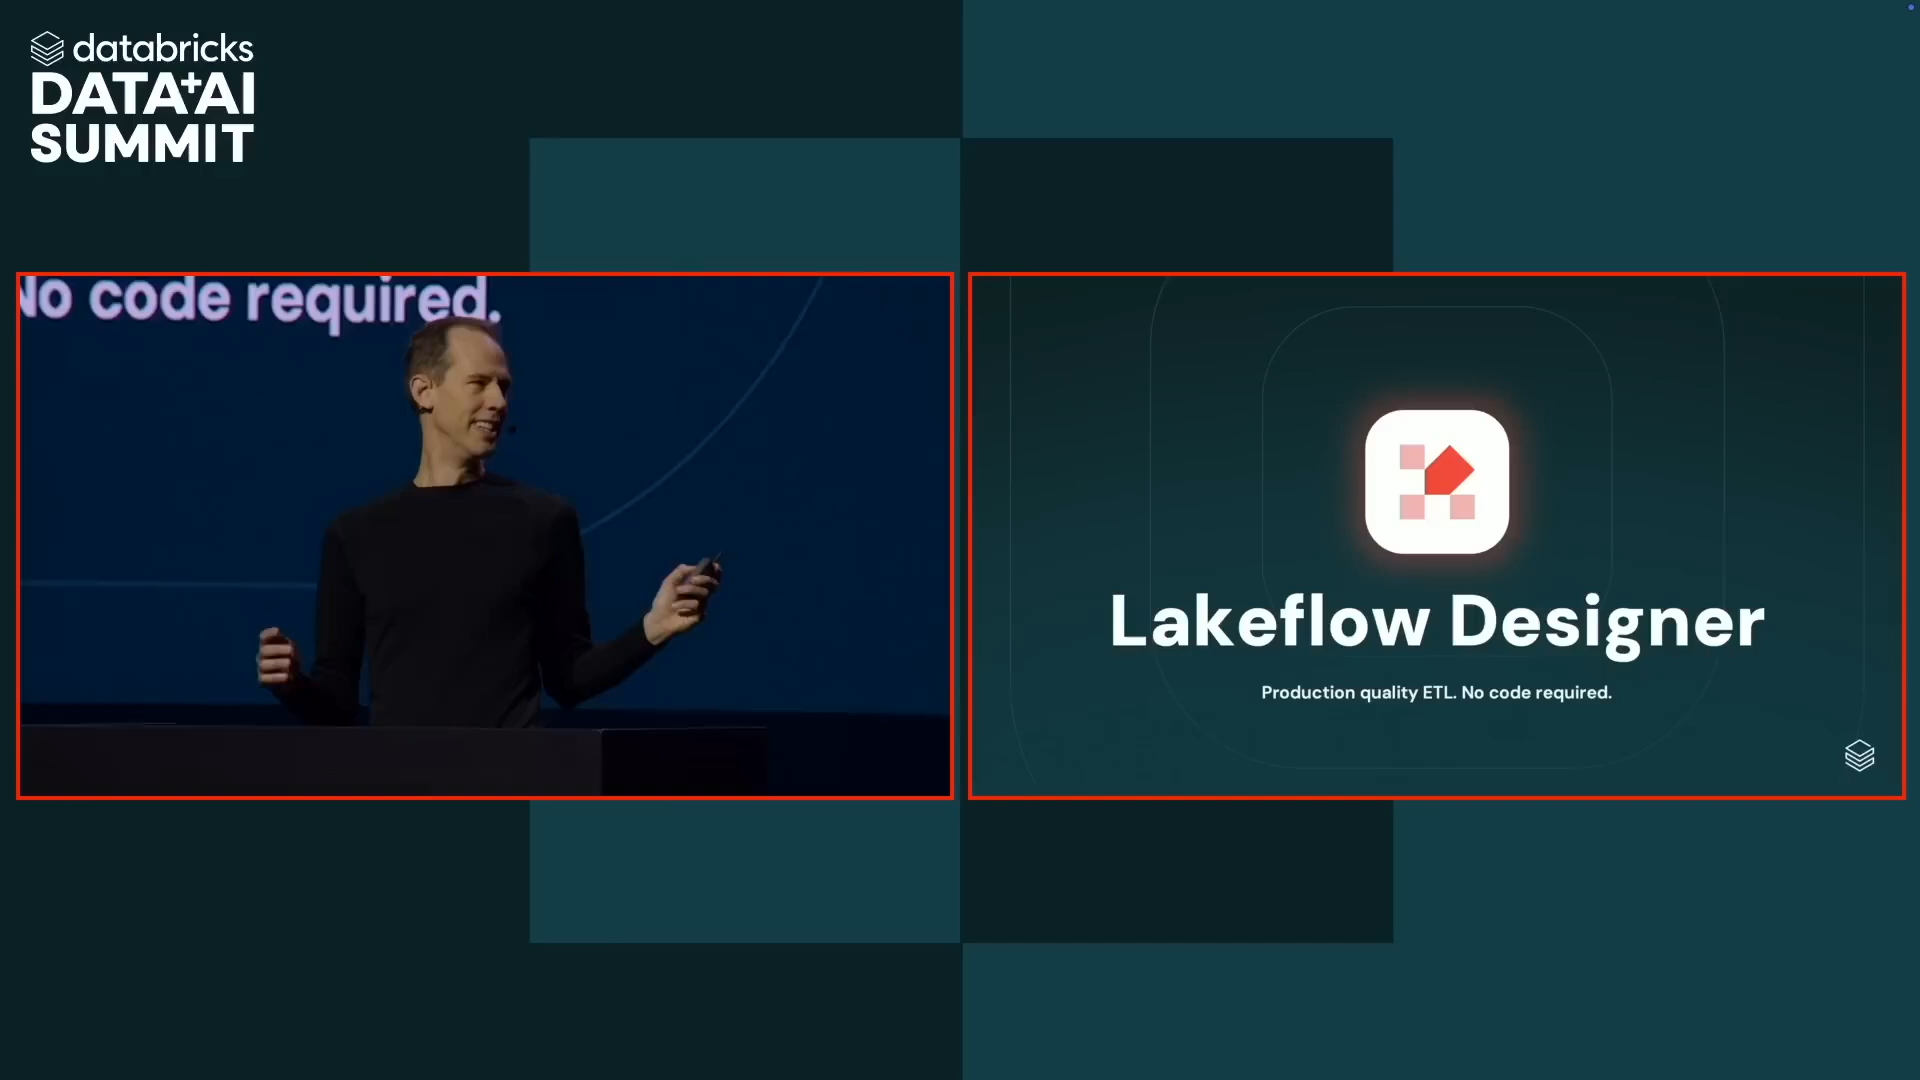 databricks
DATA+AI
SUMMIT
No code required.
Lakeflow Designer
Production quality ETL. No code required.